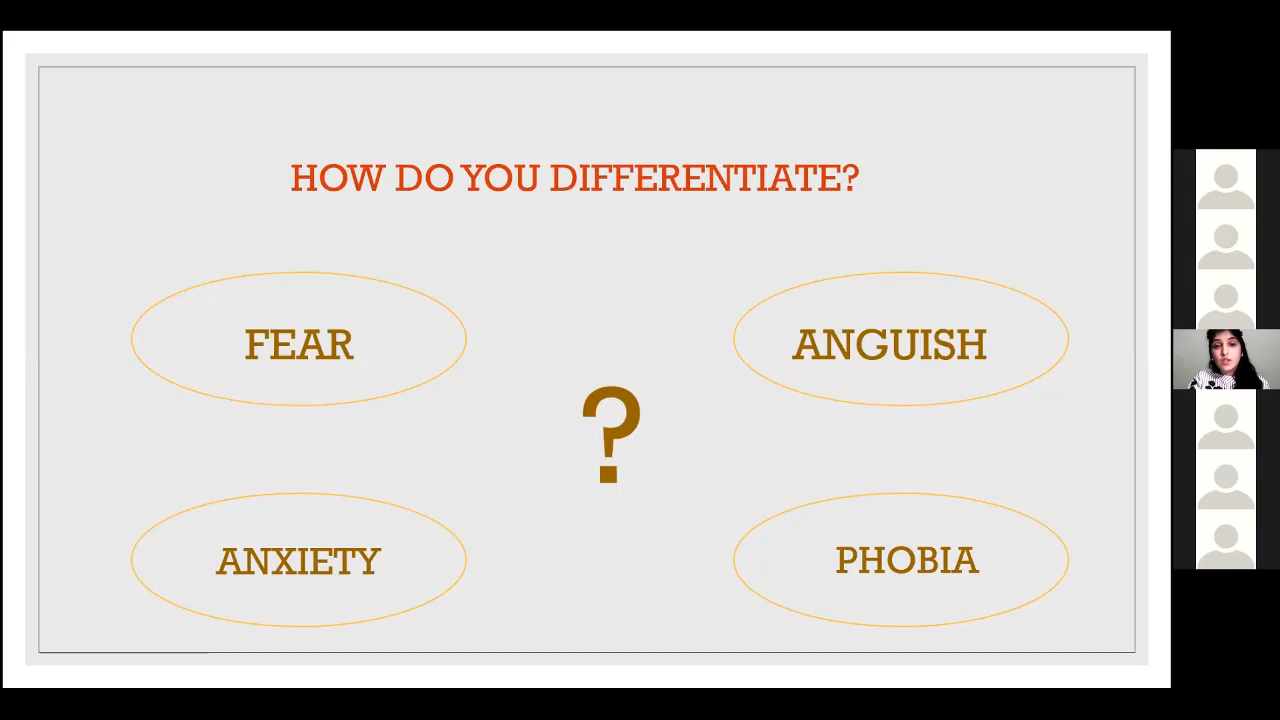 HOW DO YOU DIFFERENTIATE?
FEAR
ANGUISH
?
ANXIETY
PHOBIA